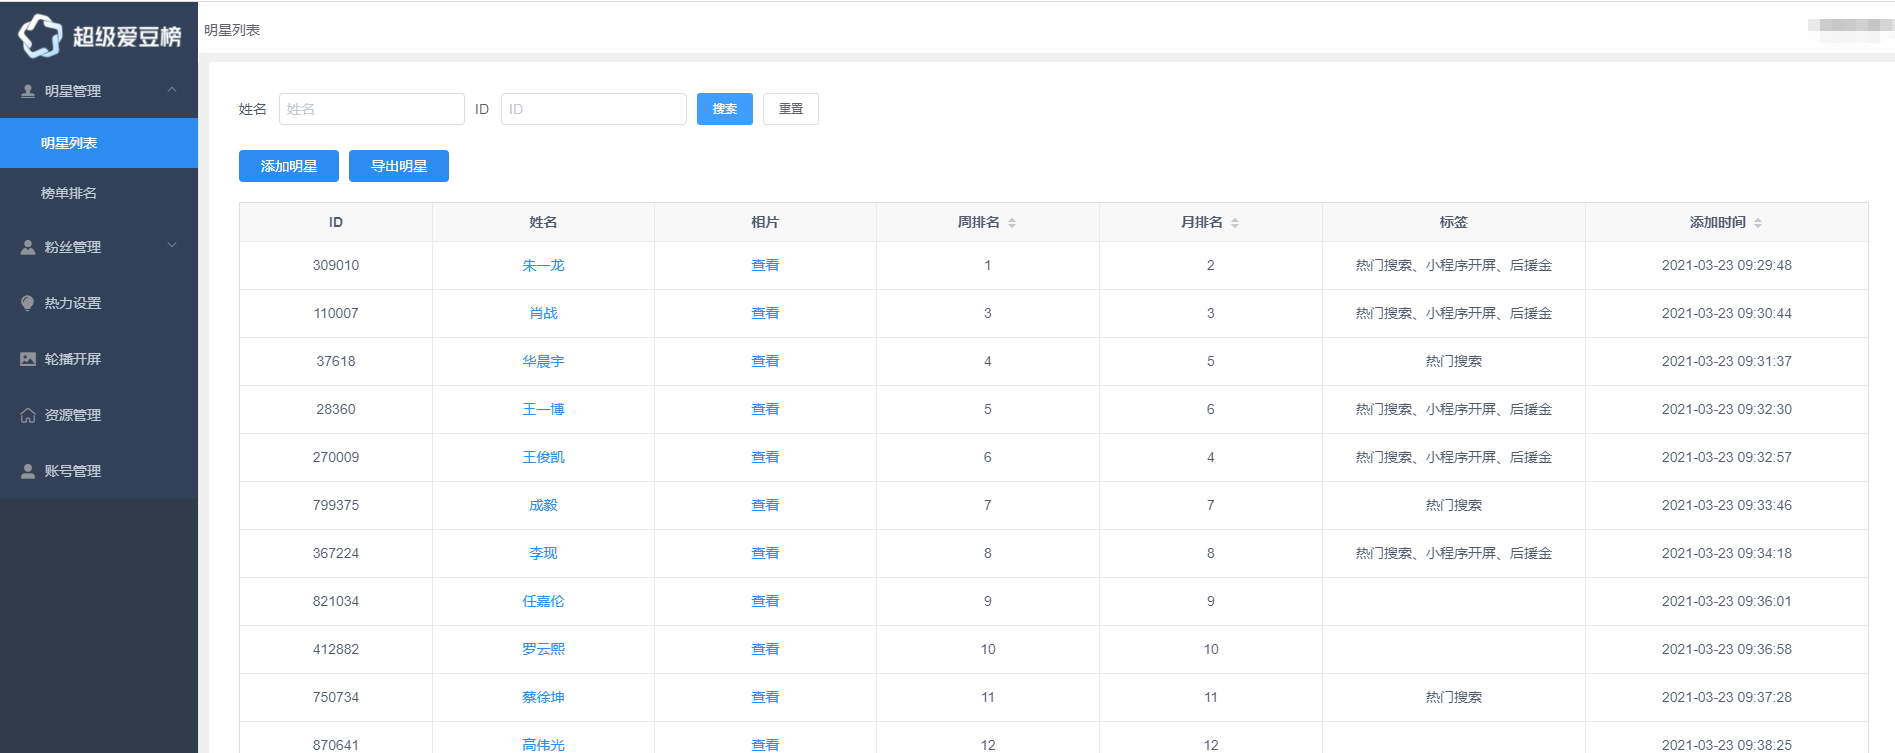 超级爱豆榜
明星列表
明星管理
明星列表
榜单排名
粉丝管理
热力设置
轮播开屏
资源管理
账号管理
姓名 姓名 ID ID 搜索 重置
添加明星 导出明星
ID 姓名 相片 周排名 月排名 标签 添加时间
309010 朱一龙 查看 1 2 热门搜索、小程序开屏、后援金 2021-03-23 09:29:48
110007 肖战 查看 3 3 热门搜索、小程序开屏、后援金 2021-03-23 09:30:44
37618 华晨宇 查看 4 5 热门搜索 2021-03-23 09:31:37
28360 王一博 查看 5 6 热门搜索、小程序开屏、后援金 2021-03-23 09:32:30
270009 王俊凯 查看 6 4 热门搜索、小程序开屏、后援金 2021-03-23 09:32:57
799375 成毅 查看 7 7 热门搜索 2021-03-23 09:33:46
367224 李现 查看 8 8 热门搜索、小程序开屏、后援金 2021-03-23 09:34:18
821034 任嘉伦 查看 9 9 2021-03-23 09:36:01
412882 罗云熙 查看 10 10 2021-03-23 09:36:58
750734 蔡徐坤 查看 11 11 热门搜索 2021-03-23 09:37:28
870641 高伟光 查看 12 12 2021-03-23 09:38:25